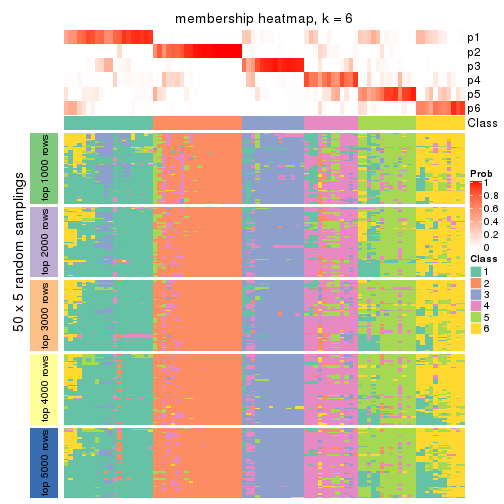 membership heatmap, k = 6
p1
p2
p3
p4
p5
p6
Class
50 x 5 random samplings
top 1000 rows
top 2000 rows
top 3000 rows
top 4000 rows
top 5000 rows
Prob
1
0.8
0.6
0.4
0.2
0
Class
1
2
3
4
5
6